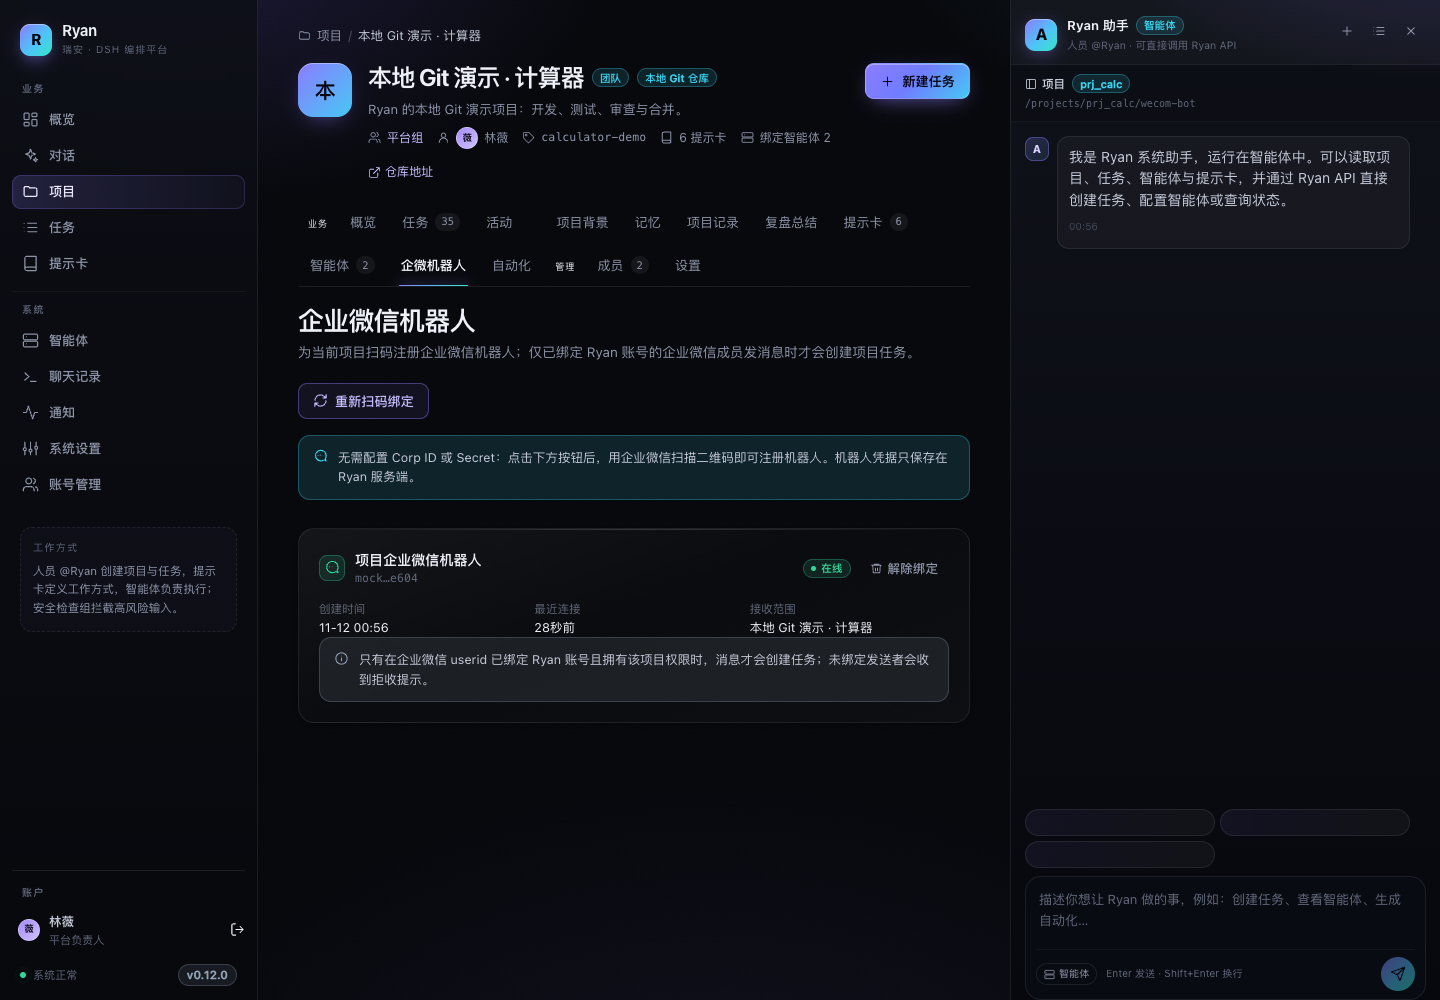 R
Ryan
瑞安 · DSH 编排平台
业务
概览
对话
项目
任务
提示卡
系统
智能体
聊天记录
通知
系统设置
账号管理
工作方式
人员 @Ryan 创建项目与任务，提示
卡定义工作方式，智能体负责执行；
安全检查组拦截高风险输入。
账户
薇
林薇
平台负责人
系统正常
v0.12.0
项目 / 本地 Git 演示 · 计算器
本
本地 Git 演示 · 计算器
团队
本地 Git 仓库
新建任务
Ryan 的本地 Git 演示项目：开发、测试、审查与合并。
平台组
薇
林薇
calculator-demo
6 提示卡
绑定智能体 2
仓库地址
业务
概览
任务 35
活动
项目背景
记忆
项目记录
复盘总结
提示卡 6
智能体 2
企微机器人
自动化
管理
成员 2
设置
企业微信机器人
为当前项目扫码注册企业微信机器人；仅已绑定 Ryan 账号的企业微信成员发消息时才会创建项目任务。
重新扫码绑定
无需配置 Corp ID 或 Secret：点击下方按钮后，用企业微信扫描二维码即可注册机器人。机器人凭据只保存在
Ryan 服务端。
项目企业微信机器人
mock…e604
在线
解除绑定
创建时间
11-12 00:56
最近连接
28秒前
接收范围
本地 Git 演示 · 计算器
只有在企业微信 userid 已绑定 Ryan 账号且拥有该项目权限时，消息才会创建任务；未绑定发送者会收
到拒收提示。
A
Ryan 助手
智能体
人员 @Ryan · 可直接调用 Ryan API
项目
prj_calc
/projects/prj_calc/wecom-bot
A
我是 Ryan 系统助手，运行在智能体中。可以读取项
目、任务、智能体与提示卡，并通过 Ryan API 直接
创建任务、配置智能体或查询状态。
00:56
描述你想让 Ryan 做的事，例如：创建任务、查看智能体、生成
自动化…
智能体
Enter 发送 · Shift+Enter 换行